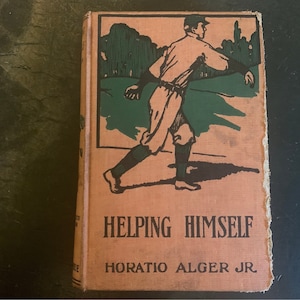 HELPING HIMSELF
HORATIO ALGER JR.